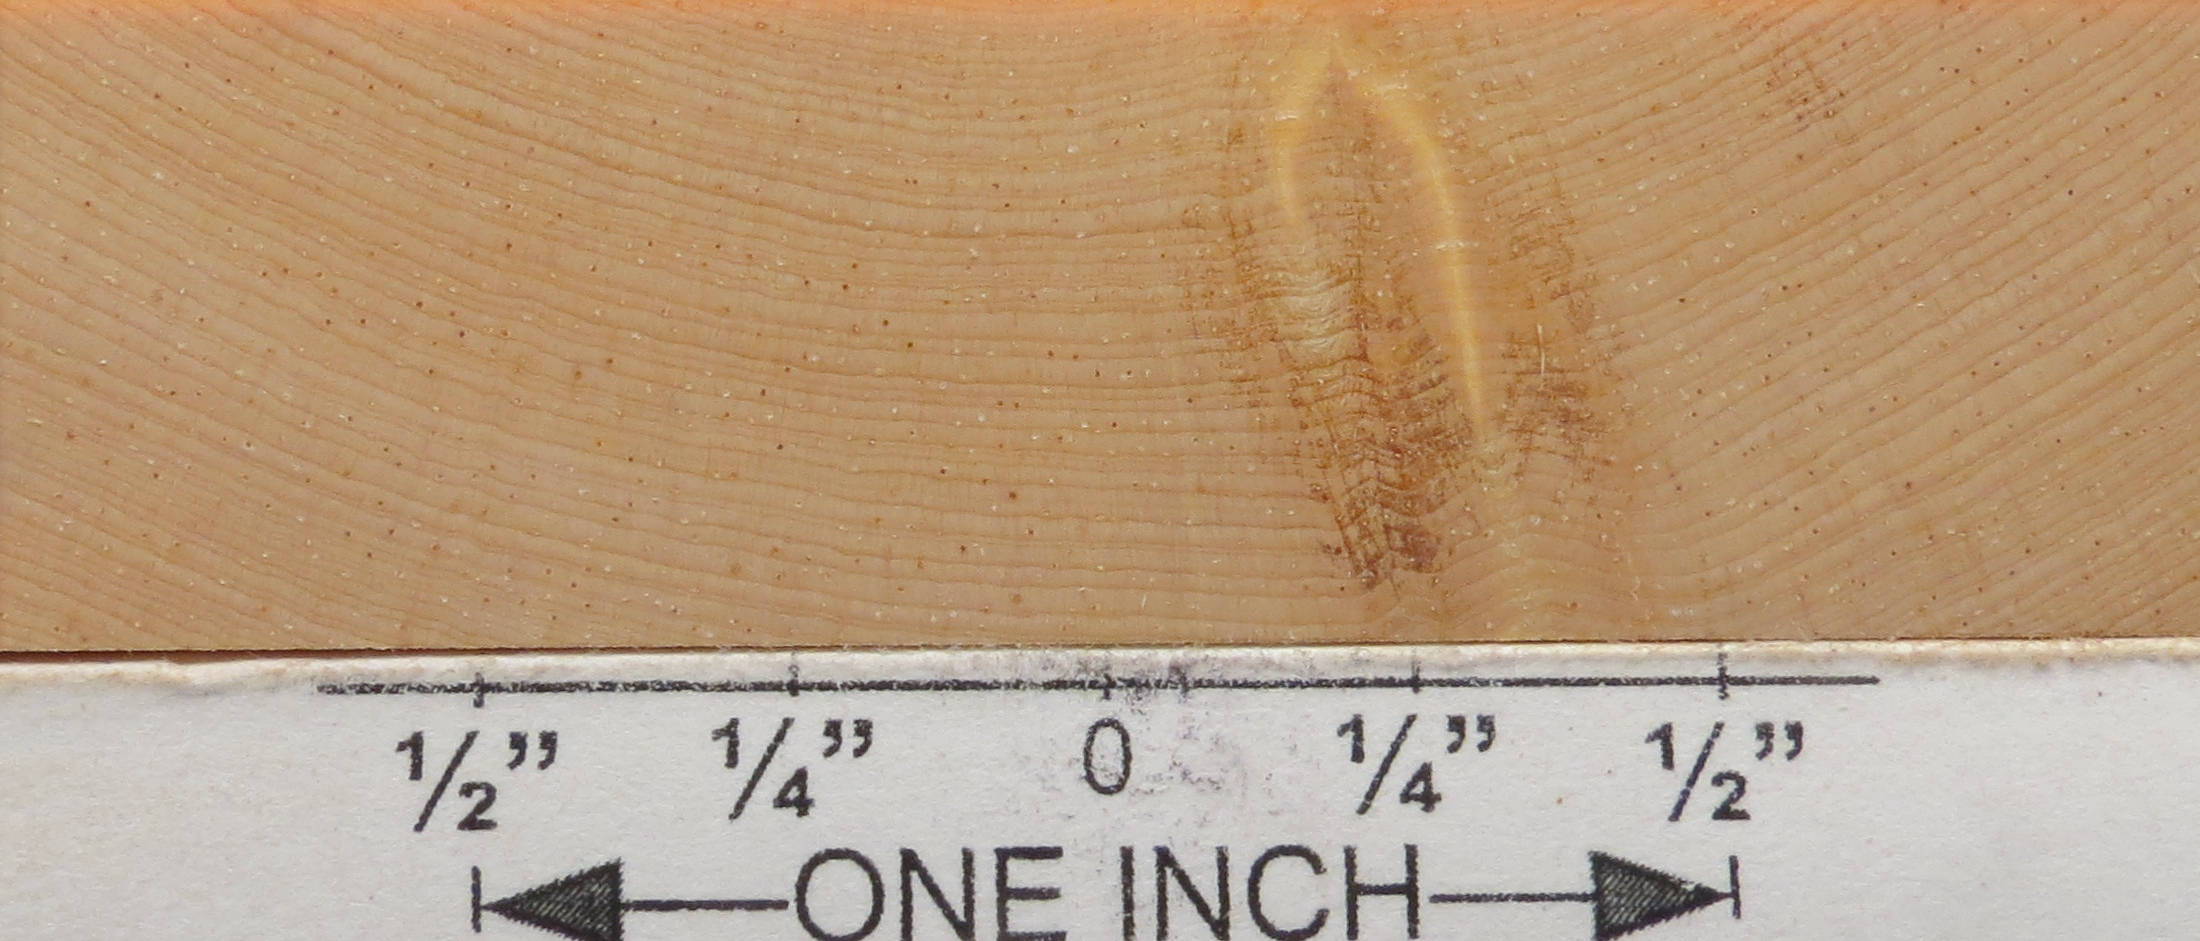 1/2” 1/4” 0 1/4” 1/2”
ONE INCH